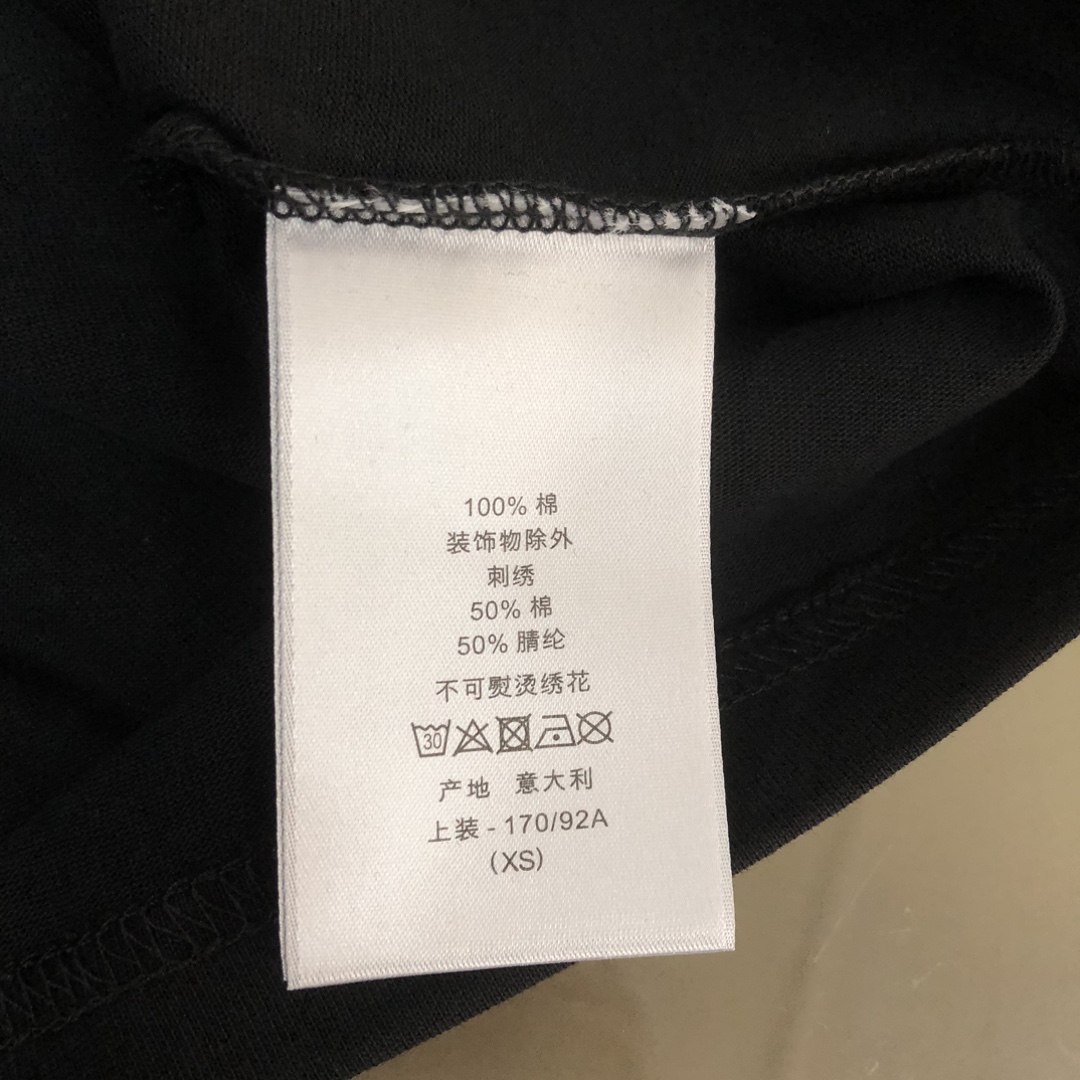 100% 棉
装饰物除外
刺绣
50% 棉
50% 腈纶
不可熨烫绣花
30
产地 意大利
上装 - 170/92A
(XS)